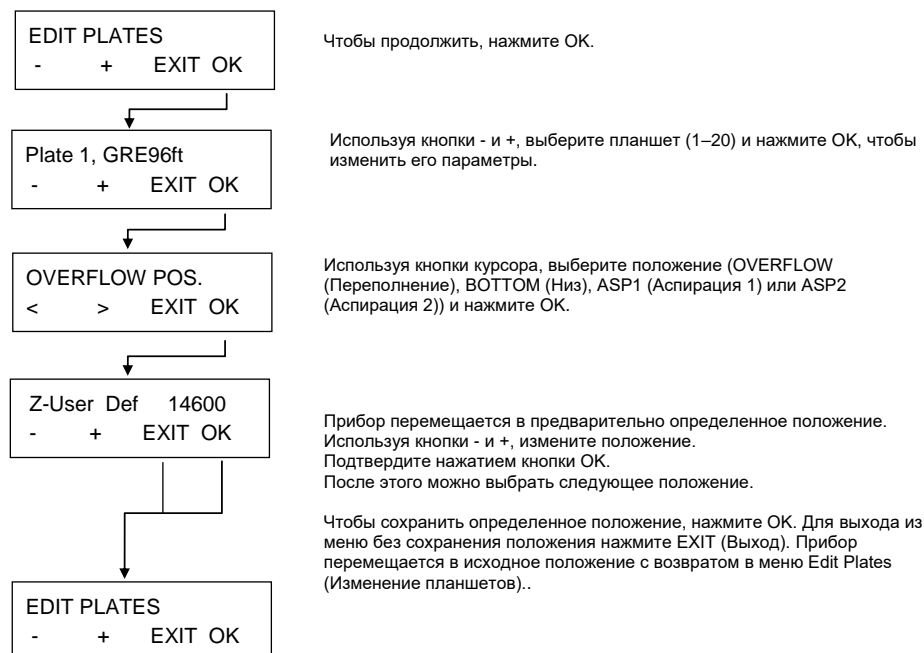 EDIT PLATES
- + EXIT OK
Чтобы продолжить, нажмите OK.
Plate 1, GRE96ft
- + EXIT OK
Используя кнопки - и +, выберите планшет (1–20) и нажмите OK, чтобы
изменить его параметры.
OVERFLOW POS.
< > EXIT OK
Используя кнопки курсора, выберите положение (OVERFLOW
(Переполнение), BOTTOM (Низ), ASP1 (Аспирация 1) или ASP2
(Аспирация 2)) и нажмите OK.
Z-User Def 14600
- + EXIT OK
Прибор перемещается в предварительно определенное положение.
Используя кнопки - и +, измените положение.
Подтвердите нажатием кнопки OK.
После этого можно выбрать следующее положение.
Чтобы сохранить определенное положение, нажмите OK. Для выхода из
меню без сохранения положения нажмите EXIT (Выход). Прибор
перемещается в исходное положение с возвратом в меню Edit Plates
(Изменение планшетов)..
EDIT PLATES
- + EXIT OK